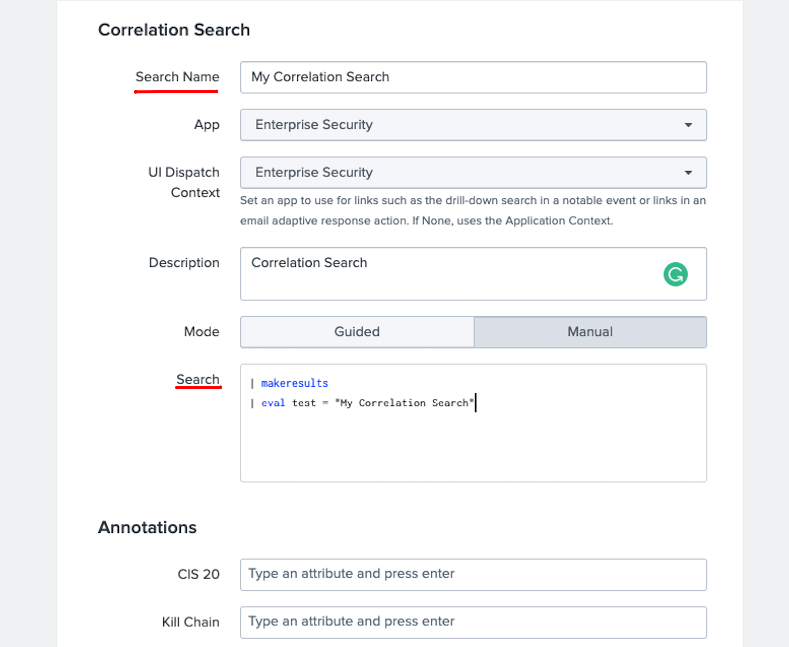 Correlation Search
Search Name
My Correlation Search
App
Enterprise Security
UI Dispatch
Context
Enterprise Security
Set an app to use for links such as the drill-down search in a notable event or links in an
email adaptive response action. If None, uses the Application Context.
Description
Correlation Search
Mode
Guided
Manual
Search
| makeresults
| eval test = "My Correlation Search"
Annotations
CIS 20
Type an attribute and press enter
Kill Chain
Type an attribute and press enter